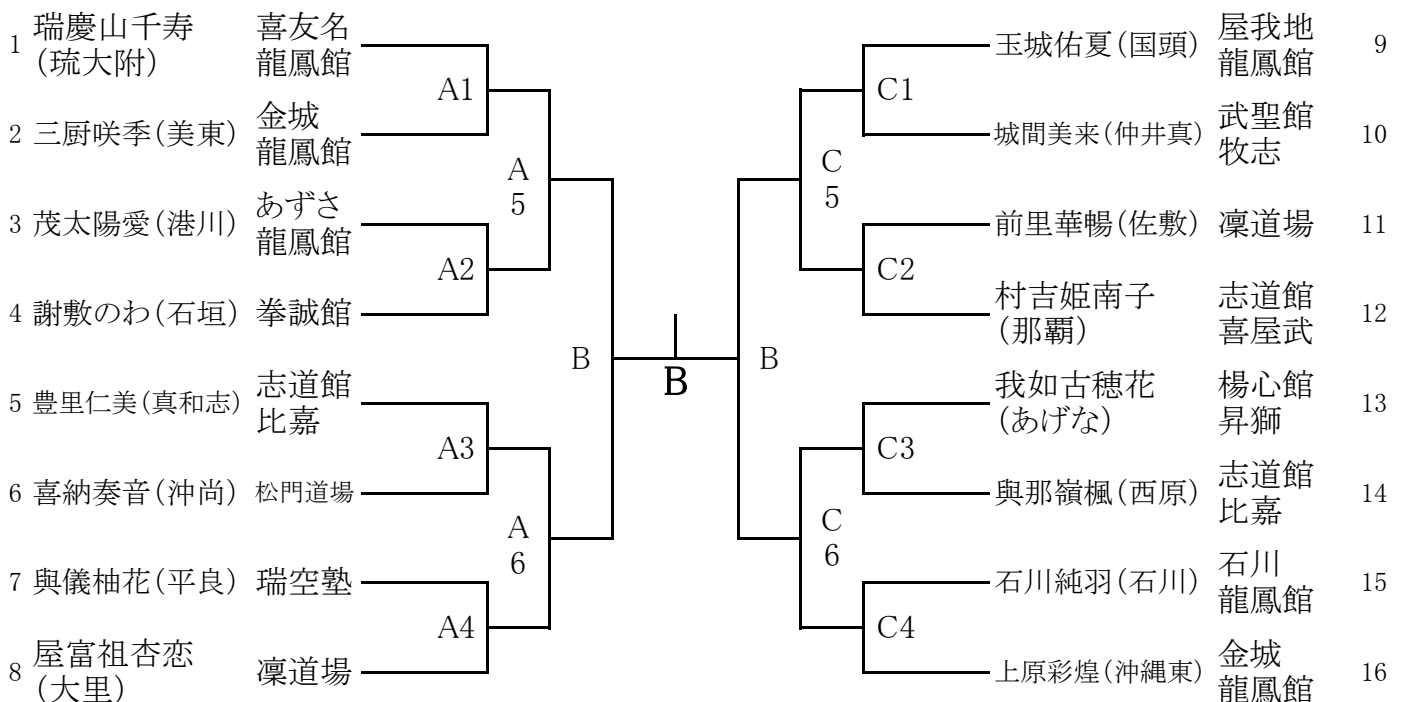 1 瑞慶山千寿 喜友名
(琉大附) 龍鳳館
2 三厨咲季(美東) 金城
龍鳳館
3 茂太陽愛(港川) あずさ
龍鳳館
4 謝敷のわ(石垣) 拳誠館
5 豊里仁美(真和志) 志道館
比嘉
6 喜納奏音(沖尚) 松門道場
7 與儀柚花(平良) 瑞空塾
8 屋富祖杏恋
(大里) 凜道場
A1
A2
A3
A4
A
5
A
6
B
B
B
C
5
C
6
C1
C2
C3
C4
玉城佑夏(国頭) 屋我地
龍鳳館 9
城間美来(仲井真) 武聖館
牧志 10
前里華暢(佐敷) 凜道場 11
村吉姫南子 志道館
(那覇) 喜屋武 12
我如古穂花 楊心館
(あげな) 昇獅 13
與那嶺楓(西原) 志道館
比嘉 14
石川純羽(石川) 石川
龍鳳館 15
上原彩煌(沖縄東) 金城
龍鳳館 16